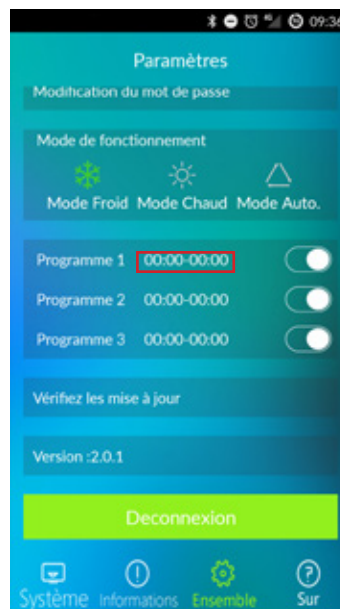 09:36
Paramètres
Modification du mot de passe
Mode de fonctionnement
Mode Froid Mode Chaud Mode Auto.
Programme 1 00:00-00:00
Programme 2 00:00-00:00
Programme 3 00:00-00:00
Vérifiez les mise à jour
Version :2.0.1
Deconnexion
Système Informations Ensemble Sur